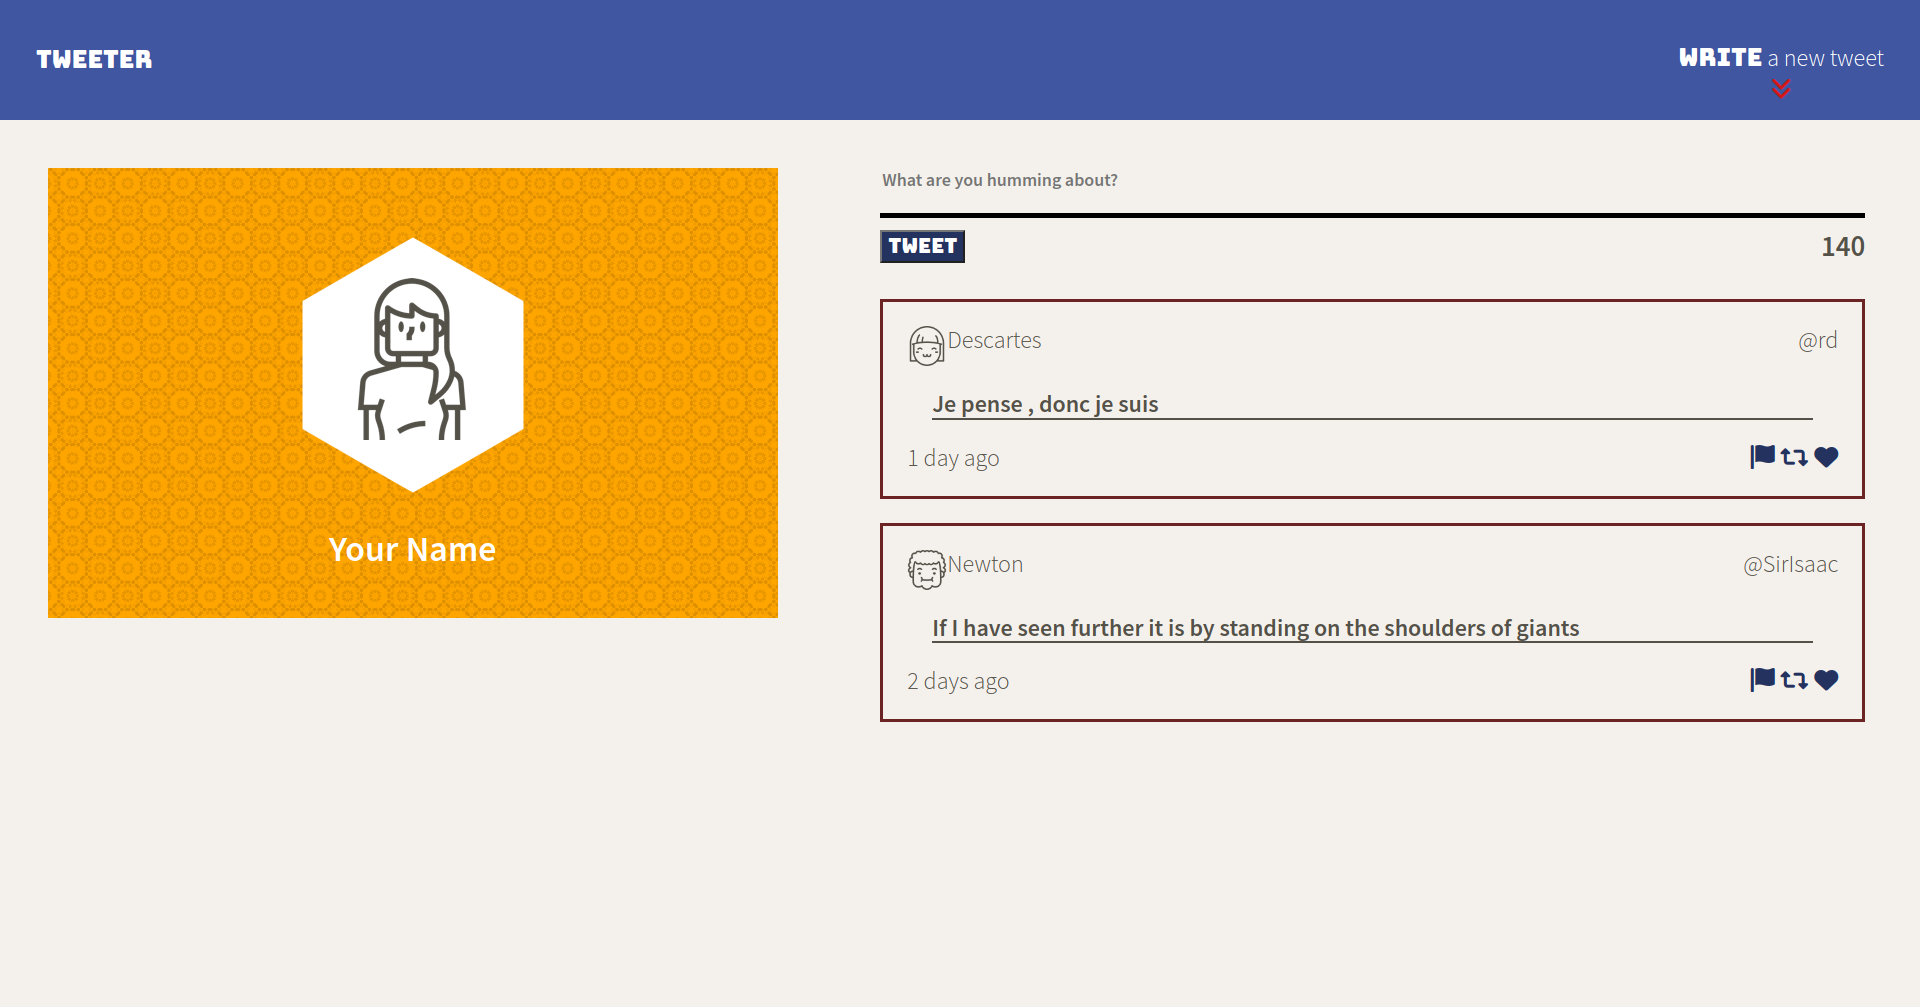 TWEETER
WRITE a new tweet
Your Name
What are you humming about?
TWEET
140
Descartes
@rd
Je pense , donc je suis
1 day ago
Newton
@SirIsaac
If I have seen further it is by standing on the shoulders of giants
2 days ago